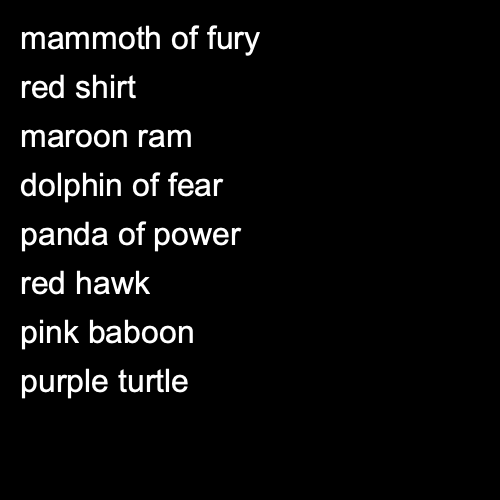 mammoth of fury
red shirt
maroon ram
dolphin of fear
panda of power
red hawk
pink baboon
purple turtle